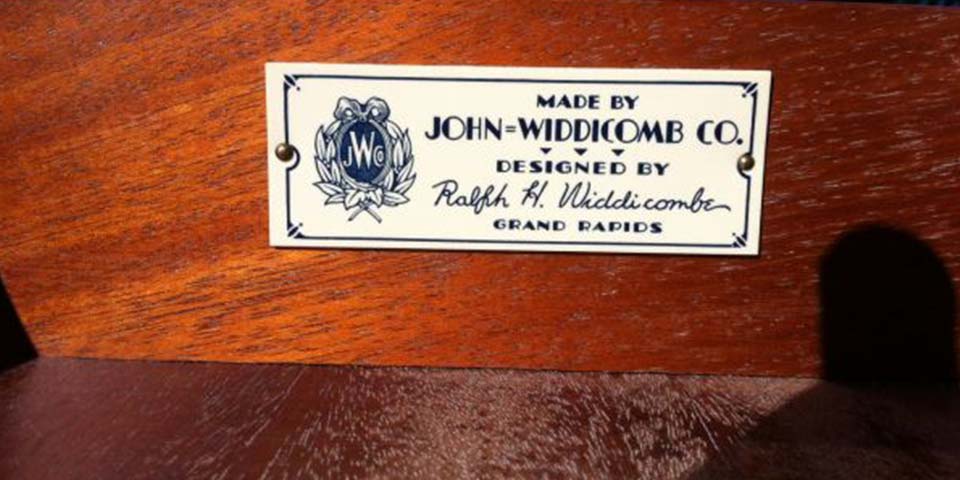 JWCo
MADE BY
JOHN=WIDDICOMB CO.
DESIGNED BY
Ralph H. Widdicombe
GRAND RAPIDS